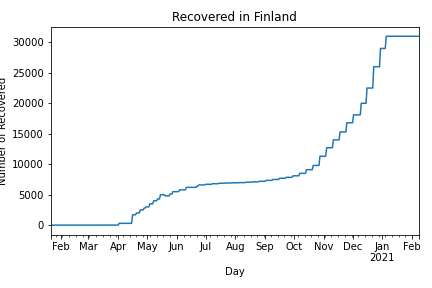 Recovered in Finland
Number of Recovered
30000
25000
20000
15000
10000
5000
0
Feb Mar Apr May Jun Jul Aug Sep Oct Nov Dec Jan Feb
2021
Day